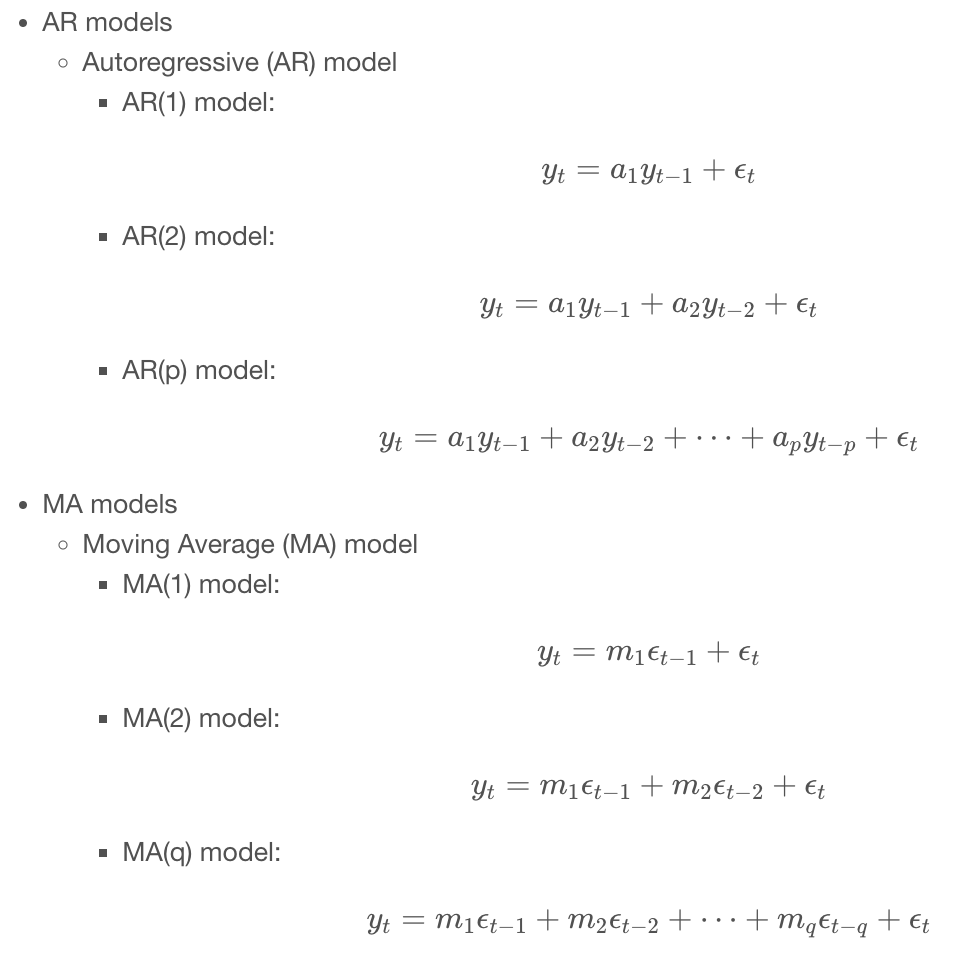 • AR models
◦ Autoregressive (AR) model
▪ AR(1) model:
$y_t = a_1 y_{t-1} + \epsilon_t$
▪ AR(2) model:
$y_t = a_1 y_{t-1} + a_2 y_{t-2} + \epsilon_t$
▪ AR(p) model:
$y_t = a_1 y_{t-1} + a_2 y_{t-2} + \cdots + a_p y_{t-p} + \epsilon_t$
• MA models
◦ Moving Average (MA) model
▪ MA(1) model:
$y_t = m_1 \epsilon_{t-1} + \epsilon_t$
▪ MA(2) model:
$y_t = m_1 \epsilon_{t-1} + m_2 \epsilon_{t-2} + \epsilon_t$
▪ MA(q) model:
$y_t = m_1 \epsilon_{t-1} + m_2 \epsilon_{t-2} + \cdots + m_q \epsilon_{t-q} + \epsilon_t$